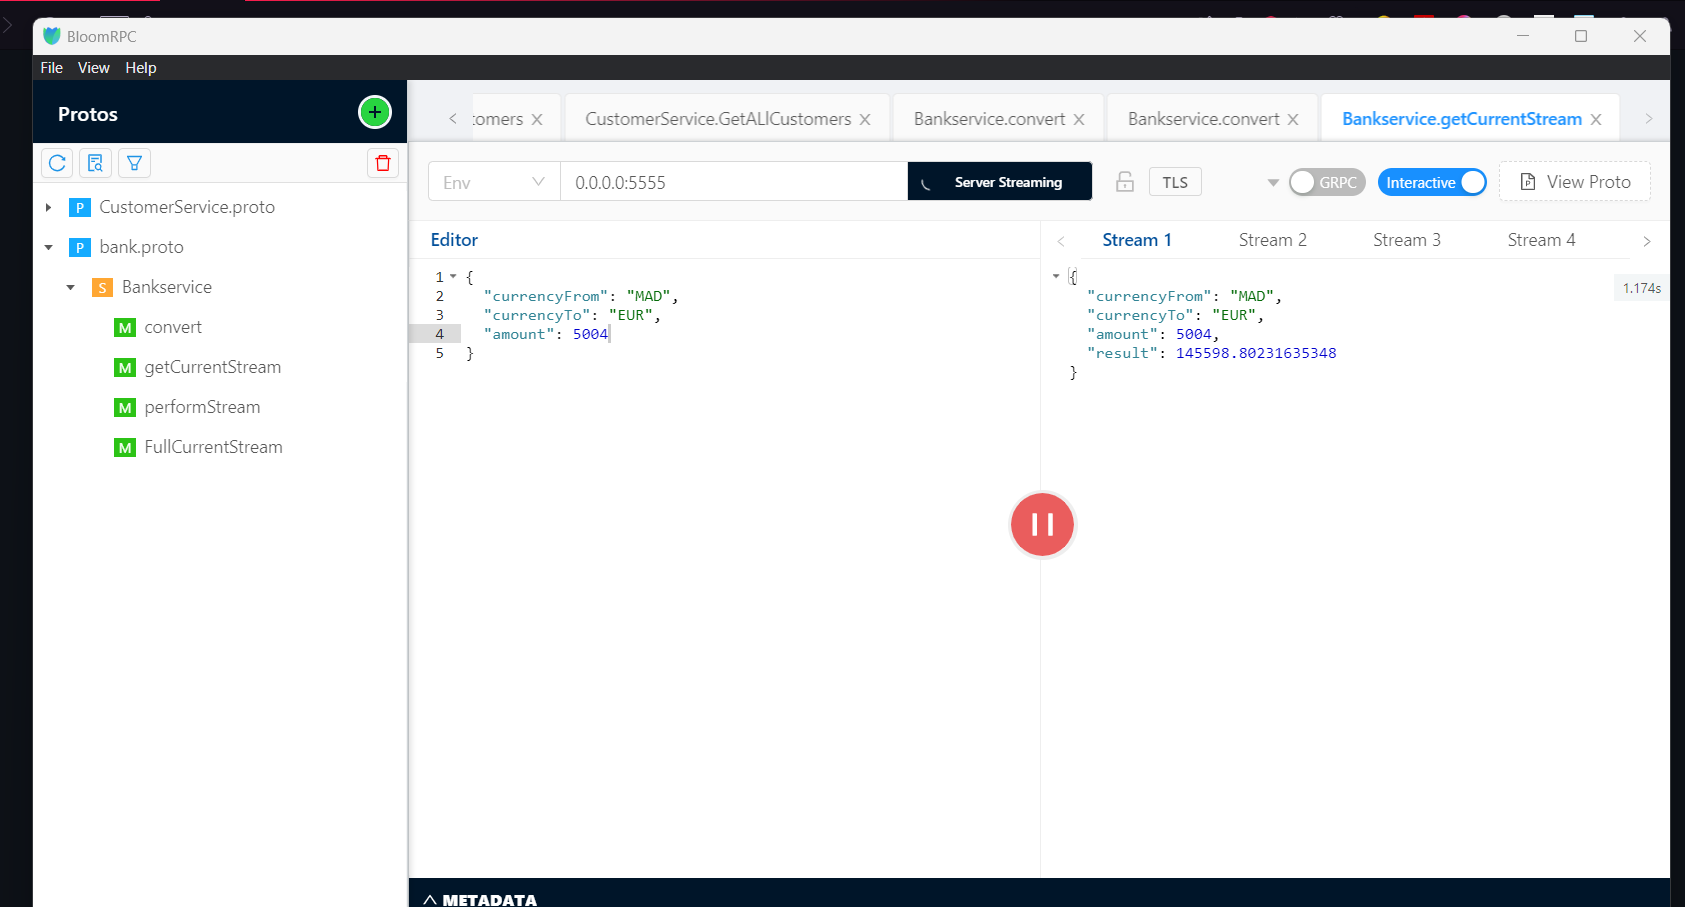 BloomRPC
File View Help
Protos
CustomerService.proto
bank.proto
Bankservice
convert
getCurrentStream
performStream
FullCurrentStream
tomers
CustomerService.GetALlCustomers
Bankservice.convert
Bankservice.convert
Bankservice.getCurrentStream
Env
0.0.0.0:5555
Server Streaming
TLS
GRPC
Interactive
View Proto
Editor
1 {
2 "currencyFrom": "MAD",
3 "currencyTo": "EUR",
4 "amount": 5004
5 }
Stream 1 Stream 2 Stream 3 Stream 4
{
"currencyFrom": "MAD",
"currencyTo": "EUR",
"amount": 5004,
"result": 145598.80231635348
}
1.174s
METADATA